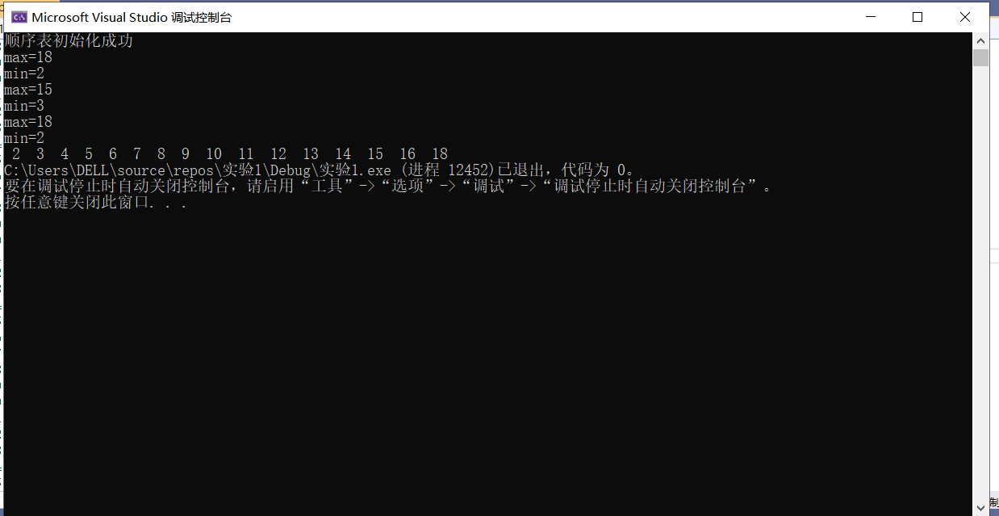 Microsoft Visual Studio 调试控制台
顺序表初始化成功
max=18
min=2
max=15
min=3
max=18
min=2
2 3 4 5 6 7 8 9 10 11 12 13 14 15 16 18
C:\Users\DELL\source\repos\实验1\Debug\实验1.exe (进程 12452)已退出，代码为 0。
要在调试停止时自动关闭控制台，请启用“工具”->“选项”->“调试”->“调试停止时自动关闭控制台”。
按任意键关闭此窗口. . .
制